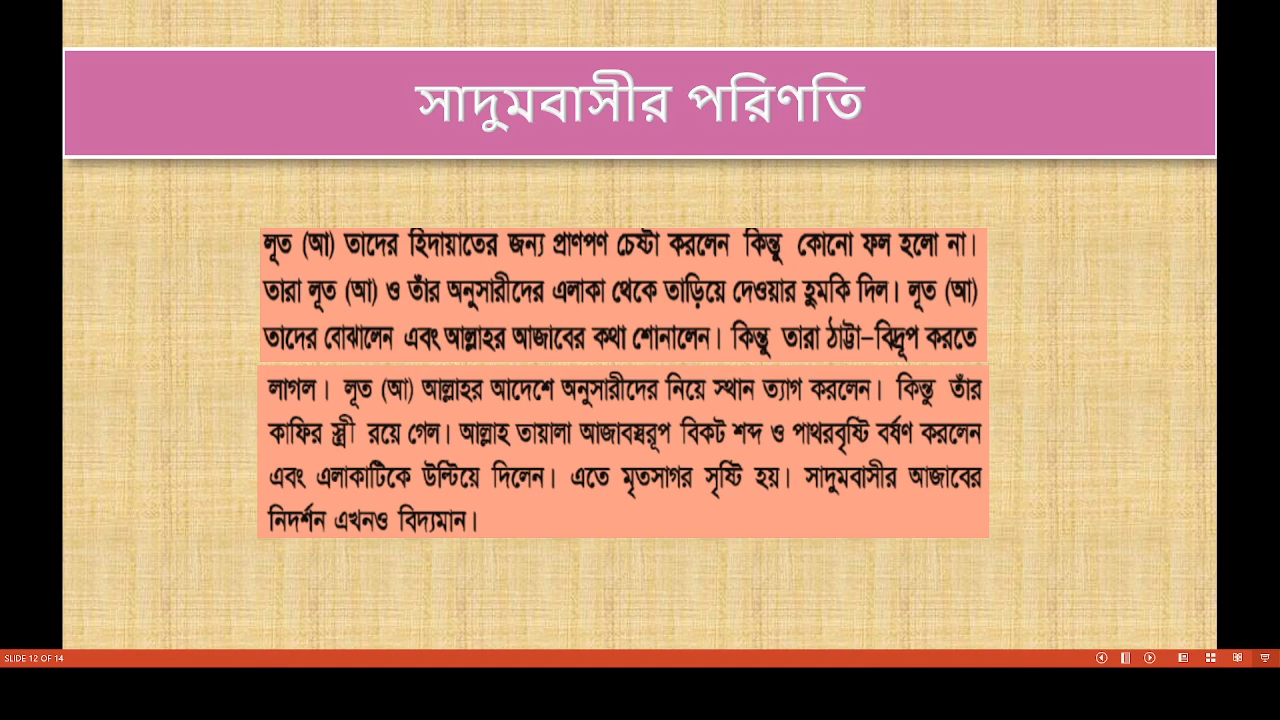 সাদুমবাসীর পরিণতি
লূত (আ) তাদের হিদায়াতের জন্য প্রাণপণ চেষ্টা করলেন কিন্তু কোনো ফল হলো না।
তারা লূত (আ) ও তাঁর অনুসারীদের এলাকা থেকে তাড়িয়ে দেওয়ার হুমকি দিল। লূত (আ)
তাদের বোঝালেন এবং আল্লাহর আজাবের কথা শোনালেন। কিন্তু তারা ঠাট্টা-বিদ্রূপ করতে
লাগল। লূত (আ) আল্লাহর আদেশে অনুসারীদের নিয়ে স্থান ত্যাগ করলেন। কিন্তু তাঁর
কাফির স্ত্রী রয়ে গেল। আল্লাহ তায়ালা আজাবস্বরূপ বিকট শব্দ ও পাথরবৃষ্টি বর্ষণ করলেন
এবং এলাকাটিকে উল্টিয়ে দিলেন। এতে মৃতসাগর সৃষ্টি হয়। সাদুমবাসীর আজাবের
নিদর্শন এখনও বিদ্যমান।
SLIDE 12 OF 14